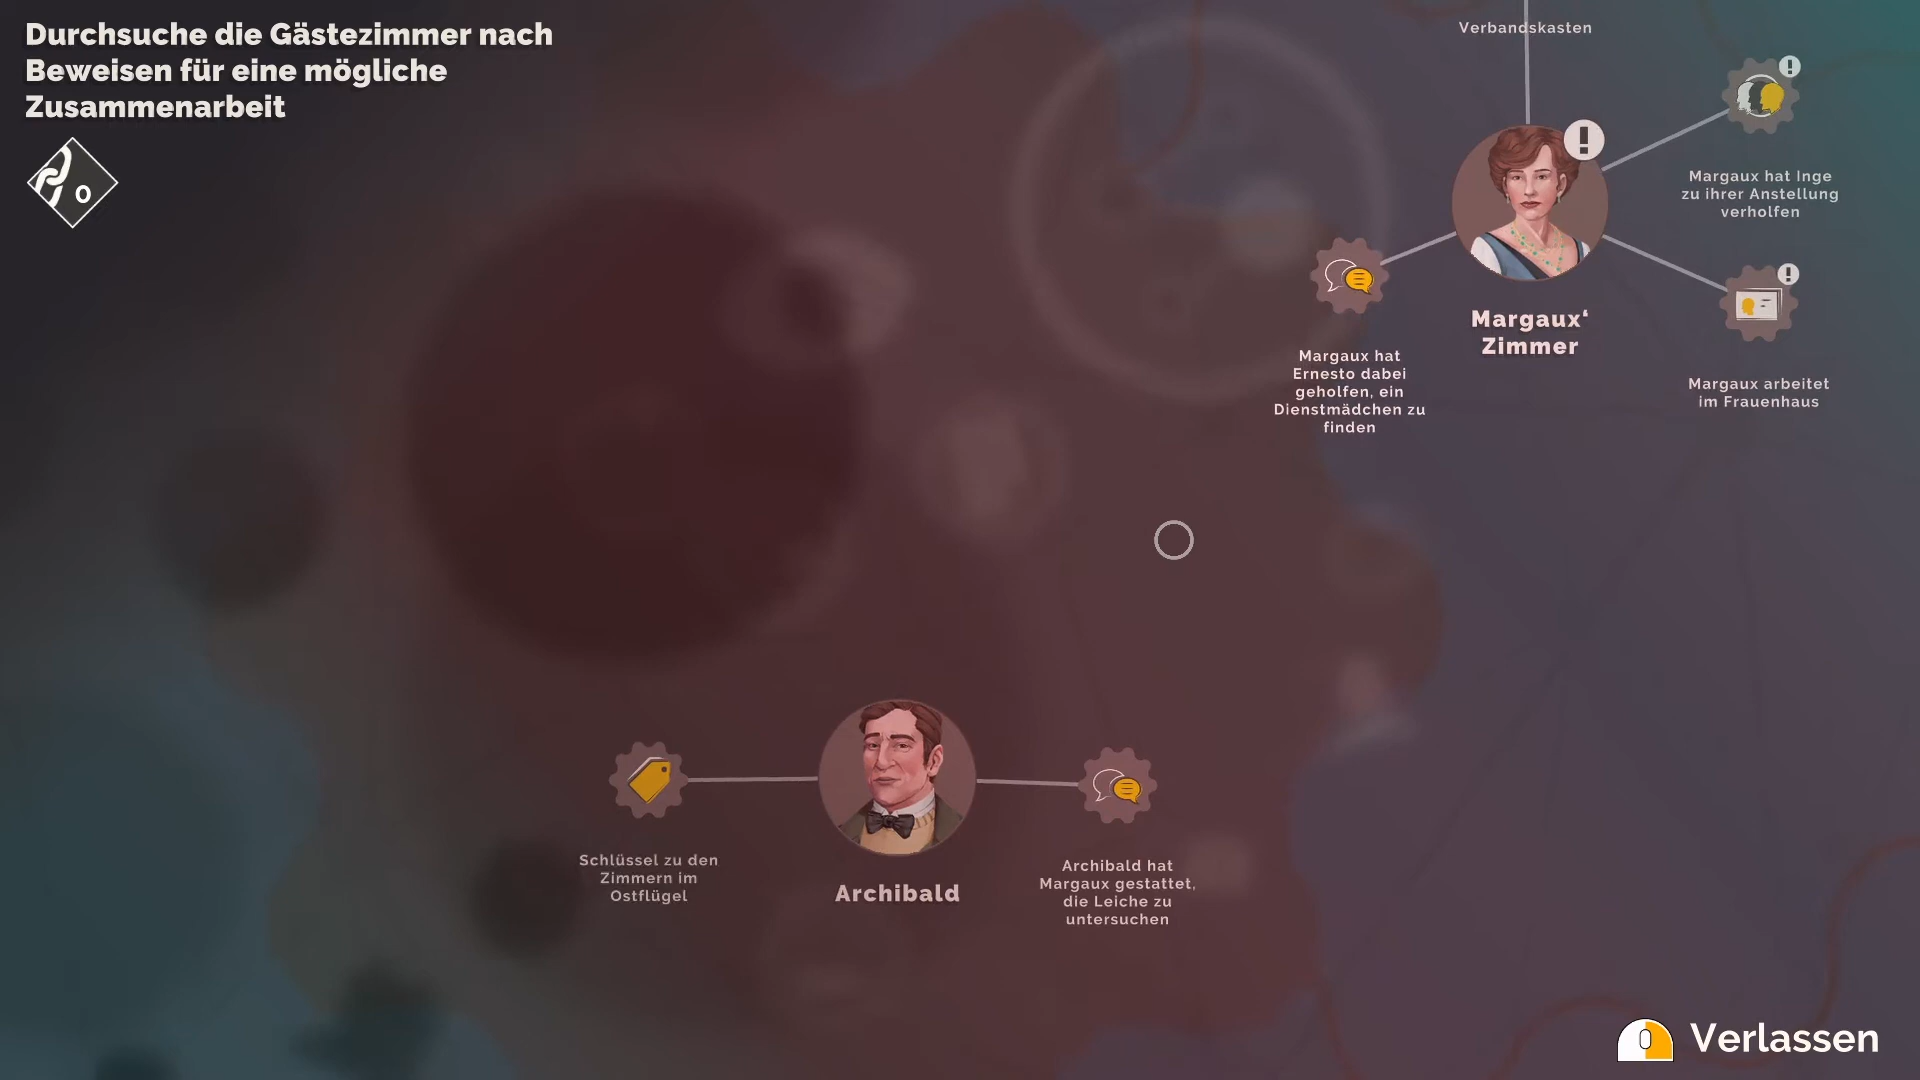 Durchsuche die Gästezimmer nach
Beweisen für eine mögliche
Zusammenarbeit
0
Verbandskasten
Margaux hat Inge
zu ihrer Anstellung
verholfen
Margaux‘
Zimmer
Margaux hat
Ernesto dabei
geholfen, ein
Dienstmädchen zu
finden
Margaux arbeitet
im Frauenhaus
Schlüssel zu den
Zimmern im
Ostflügel
Archibald
Archibald hat
Margaux gestattet,
die Leiche zu
untersuchen
Verlassen